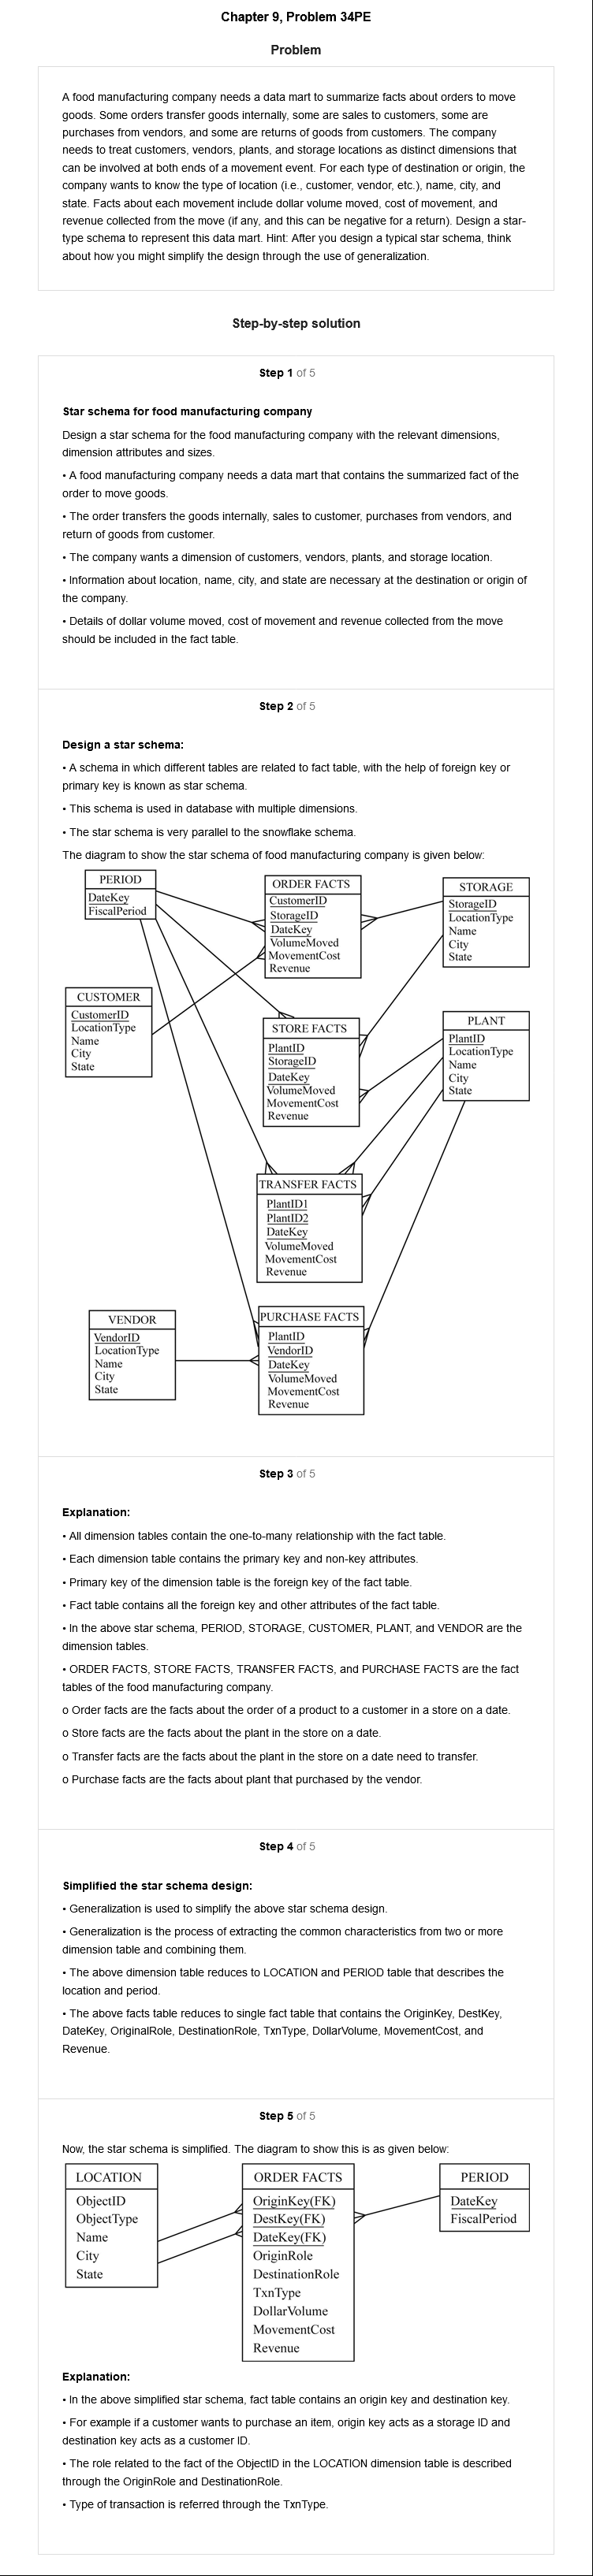 Chapter 9, Problem 34PE
Problem
A food manufacturing company needs a data mart to summarize facts about orders to move
goods. Some orders transfer goods internally, some are sales to customers, some are
purchases from vendors, and some are returns of goods from customers. The company
needs to treat customers, vendors, plants, and storage locations as distinct dimensions that
can be involved at both ends of a movement event. For each type of destination or origin, the
company wants to know the type of location (i.e., customer, vendor, etc.), name, city, and
state. Facts about each movement include dollar volume moved, cost of movement, and
revenue collected from the move (if any, and this can be negative for a return). Design a star-
type schema to represent this data mart. Hint: After you design a typical star schema, think
about how you might simplify the design through the use of generalization.
Step-by-step solution
Step 1 of 5
Star schema for food manufacturing company
Design a star schema for the food manufacturing company with the relevant dimensions,
dimension attributes and sizes.
• A food manufacturing company needs a data mart that contains the summarized fact of the
order to move goods.
• The order transfers the goods internally, sales to customer, purchases from vendors, and
return of goods from customer.
• The company wants a dimension of customers, vendors, plants, and storage location.
• Information about location, name, city, and state are necessary at the destination or origin of
the company.
• Details of dollar volume moved, cost of movement and revenue collected from the move
should be included in the fact table.
Step 2 of 5
Design a star schema:
• A schema in which different tables are related to fact table, with the help of foreign key or
primary key is known as star schema.
• This schema is used in database with multiple dimensions.
• The star schema is very parallel to the snowflake schema.
The diagram to show the star schema of food manufacturing company is given below:
PERIOD
DateKey
FiscalPeriod
ORDER FACTS
CustomerID
StorageID
DateKey
VolumeMoved
MovementCost
Revenue
STORAGE
StorageID
LocationType
Name
City
State
CUSTOMER
CustomerID
LocationType
Name
City
State
STORE FACTS
PlantID
StorageID
DateKey
VolumeMoved
MovementCost
Revenue
PLANT
PlantID
LocationType
Name
City
State
TRANSFER FACTS
PlantID1
PlantID2
DateKey
VolumeMoved
MovementCost
Revenue
VENDOR
VendorID
LocationType
Name
City
State
PURCHASE FACTS
PlantID
VendorID
DateKey
VolumeMoved
MovementCost
Revenue
Step 3 of 5
Explanation:
• All dimension tables contain the one-to-many relationship with the fact table.
• Each dimension table contains the primary key and non-key attributes.
• Primary key of the dimension table is the foreign key of the fact table.
• Fact table contains all the foreign key and other attributes of the fact table.
• In the above star schema, PERIOD, STORAGE, CUSTOMER, PLANT, and VENDOR are the
dimension tables.
• ORDER FACTS, STORE FACTS, TRANSFER FACTS, and PURCHASE FACTS are the fact
tables of the food manufacturing company.
o Order facts are the facts about the order of a product to a customer in a store on a date.
o Store facts are the facts about the plant in the store on a date.
o Transfer facts are the facts about the plant in the store on a date need to transfer.
o Purchase facts are the facts about plant that purchased by the vendor.
Step 4 of 5
Simplified the star schema design:
• Generalization is used to simplify the above star schema design.
• Generalization is the process of extracting the common characteristics from two or more
dimension table and combining them.
• The above dimension table reduces to LOCATION and PERIOD table that describes the
location and period.
• The above facts table reduces to single fact table that contains the OriginKey, DestKey,
DateKey, OriginalRole, DestinationRole, TxnType, DollarVolume, MovementCost, and
Revenue.
Step 5 of 5
Now, the star schema is simplified. The diagram to show this is as given below:
LOCATION
ObjectID
ObjectType
Name
City
State
ORDER FACTS
OriginKey(FK)
DestKey(FK)
DateKey(FK)
OriginRole
DestinationRole
TxnType
DollarVolume
MovementCost
Revenue
PERIOD
DateKey
FiscalPeriod
Explanation:
• In the above simplified star schema, fact table contains an origin key and destination key.
• For example if a customer wants to purchase an item, origin key acts as a storage ID and
destination key acts as a customer ID.
• The role related to the fact of the ObjectID in the LOCATION dimension table is described
through the OriginRole and DestinationRole.
• Type of transaction is referred through the TxnType.